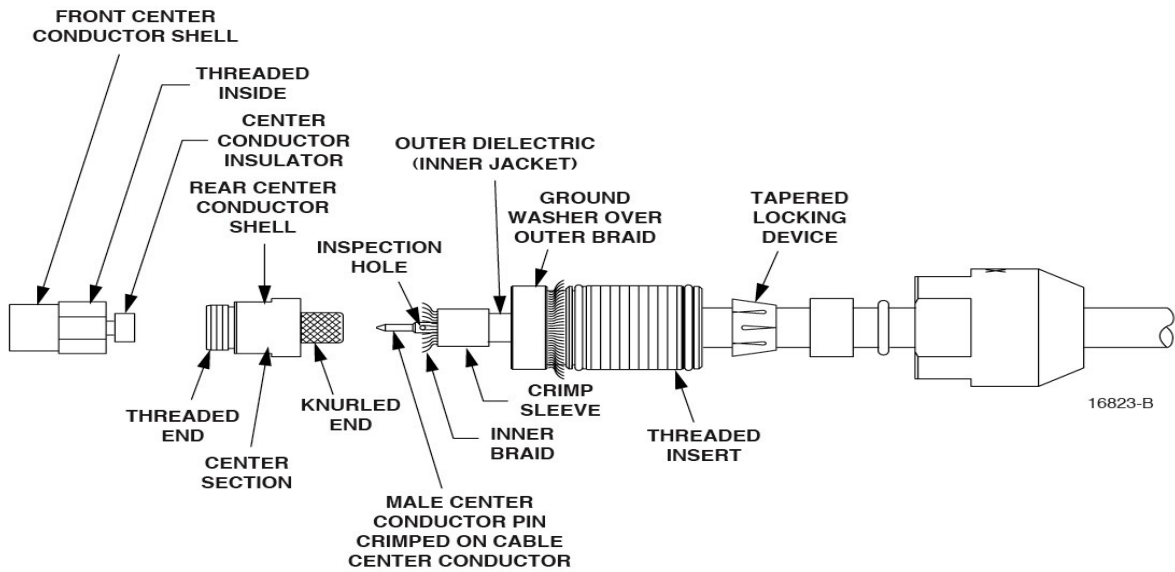 FRONT CENTER
CONDUCTOR SHELL
THREADED
INSIDE
CENTER
CONDUCTOR
INSULATOR
REAR CENTER
CONDUCTOR
SHELL
INSPECTION
HOLE
OUTER DIELECTRIC
(INNER JACKET)
GROUND
WASHER OVER
OUTER BRAID
TAPERED
LOCKING
DEVICE
THREADED
END
CENTER
SECTION
KNURLED
END
INNER
BRAID
CRIMP
SLEEVE
THREADED
INSERT
MALE CENTER
CONDUCTOR PIN
CRIMPED ON CABLE
CENTER CONDUCTOR
16823-B